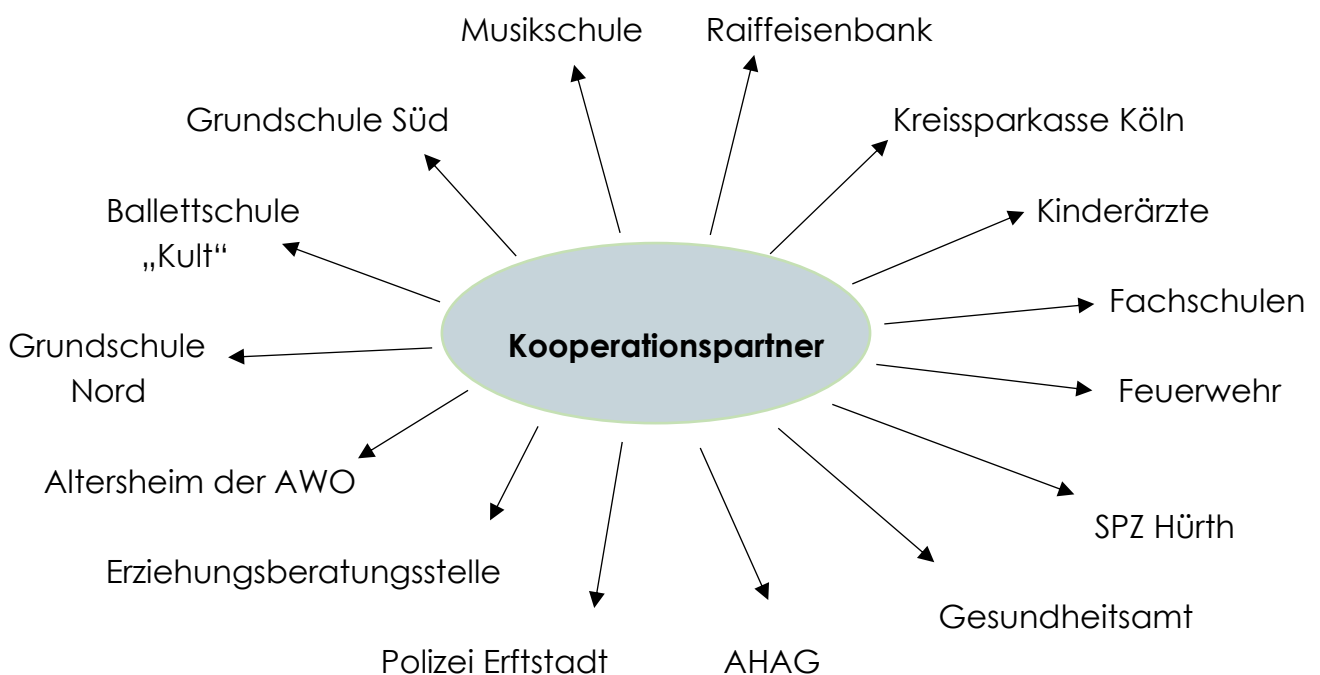 Musikschule
Raiffeisenbank
Grundschule Süd
Kreissparkasse Köln
Ballettschule
„Kult“
Kinderärzte
Fachschulen
Kooperationspartner
Grundschule
Nord
Feuerwehr
Altersheim der AWO
SPZ Hürth
Erziehungsberatungsstelle
Gesundheitsamt
Polizei Erftstadt
AHAG